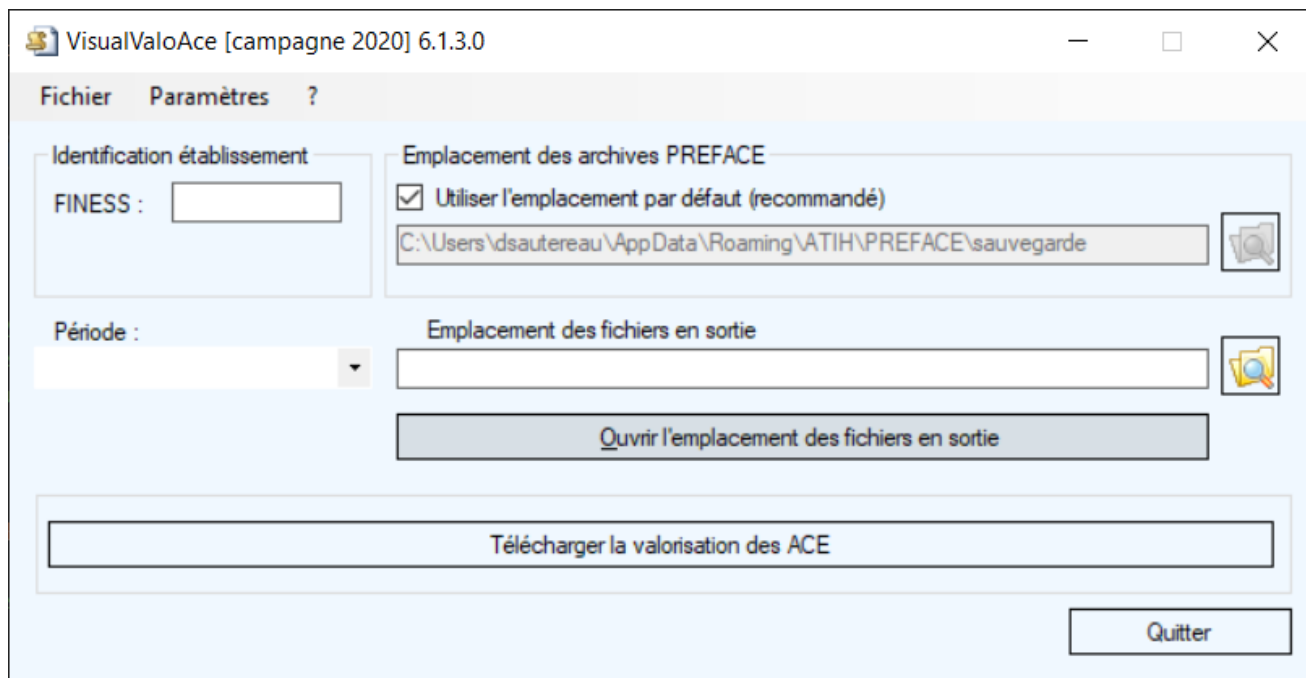 VisualValoAce [campagne 2020] 6.1.3.0
Fichier Paramètres ?
Identification établissement
FINESS :
Emplacement des archives PREFACE
Utiliser l'emplacement par défaut (recommandé)
C:\Users\dsautereau\AppData\Roaming\ATIH\PREFACE\sauvegarde
Période :
Emplacement des fichiers en sortie
Ouvrir l'emplacement des fichiers en sortie
Télécharger la valorisation des ACE
Quitter